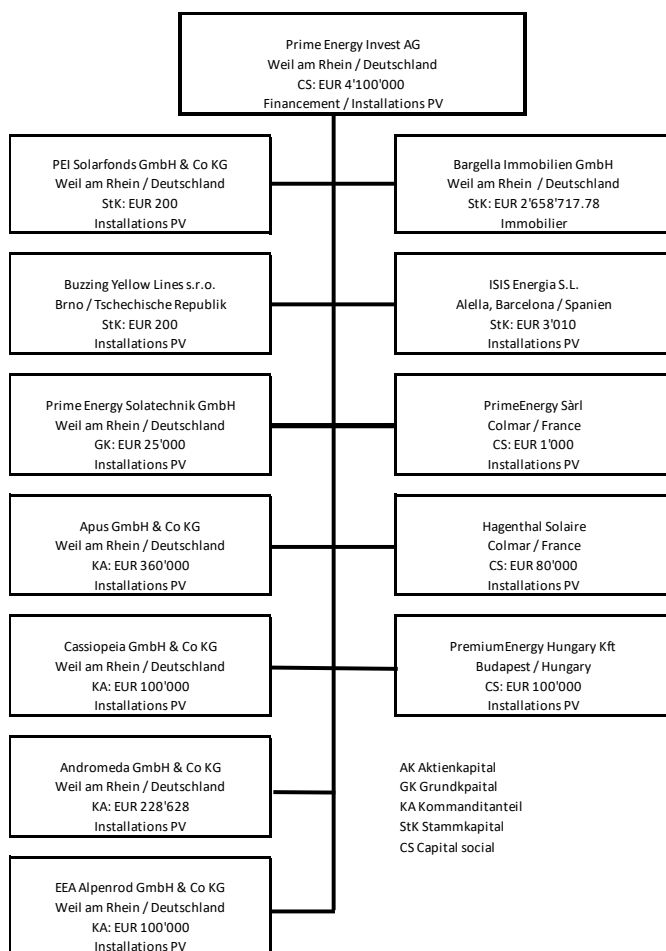 Prime Energy Invest AG
Weil am Rhein / Deutschland
CS: EUR 4'100'000
Financement / Installations PV
PEI Solarfonds GmbH & Co KG
Weil am Rhein / Deutschland
StK: EUR 200
Installations PV
Bargella Immobilien GmbH
Weil am Rhein / Deutschland
StK: EUR 2'658'717.78
Immobilier
Buzzing Yellow Lines s.r.o.
Brno / Tschechische Republik
StK: EUR 200
Installations PV
ISIS Energia S.L.
Alella, Barcelona / Spanien
StK: EUR 3'010
Installations PV
Prime Energy Solatechnik GmbH
Weil am Rhein / Deutschland
GK: EUR 25'000
Installations PV
PrimeEnergy Sàrl
Colmar / France
CS: EUR 1'000
Installations PV
Apus GmbH & Co KG
Weil am Rhein / Deutschland
KA: EUR 360'000
Installations PV
Hagenthal Solaire
Colmar / France
CS: EUR 80'000
Installations PV
Cassiopeia GmbH & Co KG
Weil am Rhein / Deutschland
KA: EUR 100'000
Installations PV
PremiumEnergy Hungary Kft
Budapest / Hungary
CS: EUR 100'000
Installations PV
Andromeda GmbH & Co KG
Weil am Rhein / Deutschland
KA: EUR 228'628
Installations PV
AK Aktienkapital
GK Grundkpaital
KA Kommanditanteil
StK Stammkapital
CS Capital social
EEA Alpenrod GmbH & Co KG
Weil am Rhein / Deutschland
KA: EUR 100'000
Installations PV